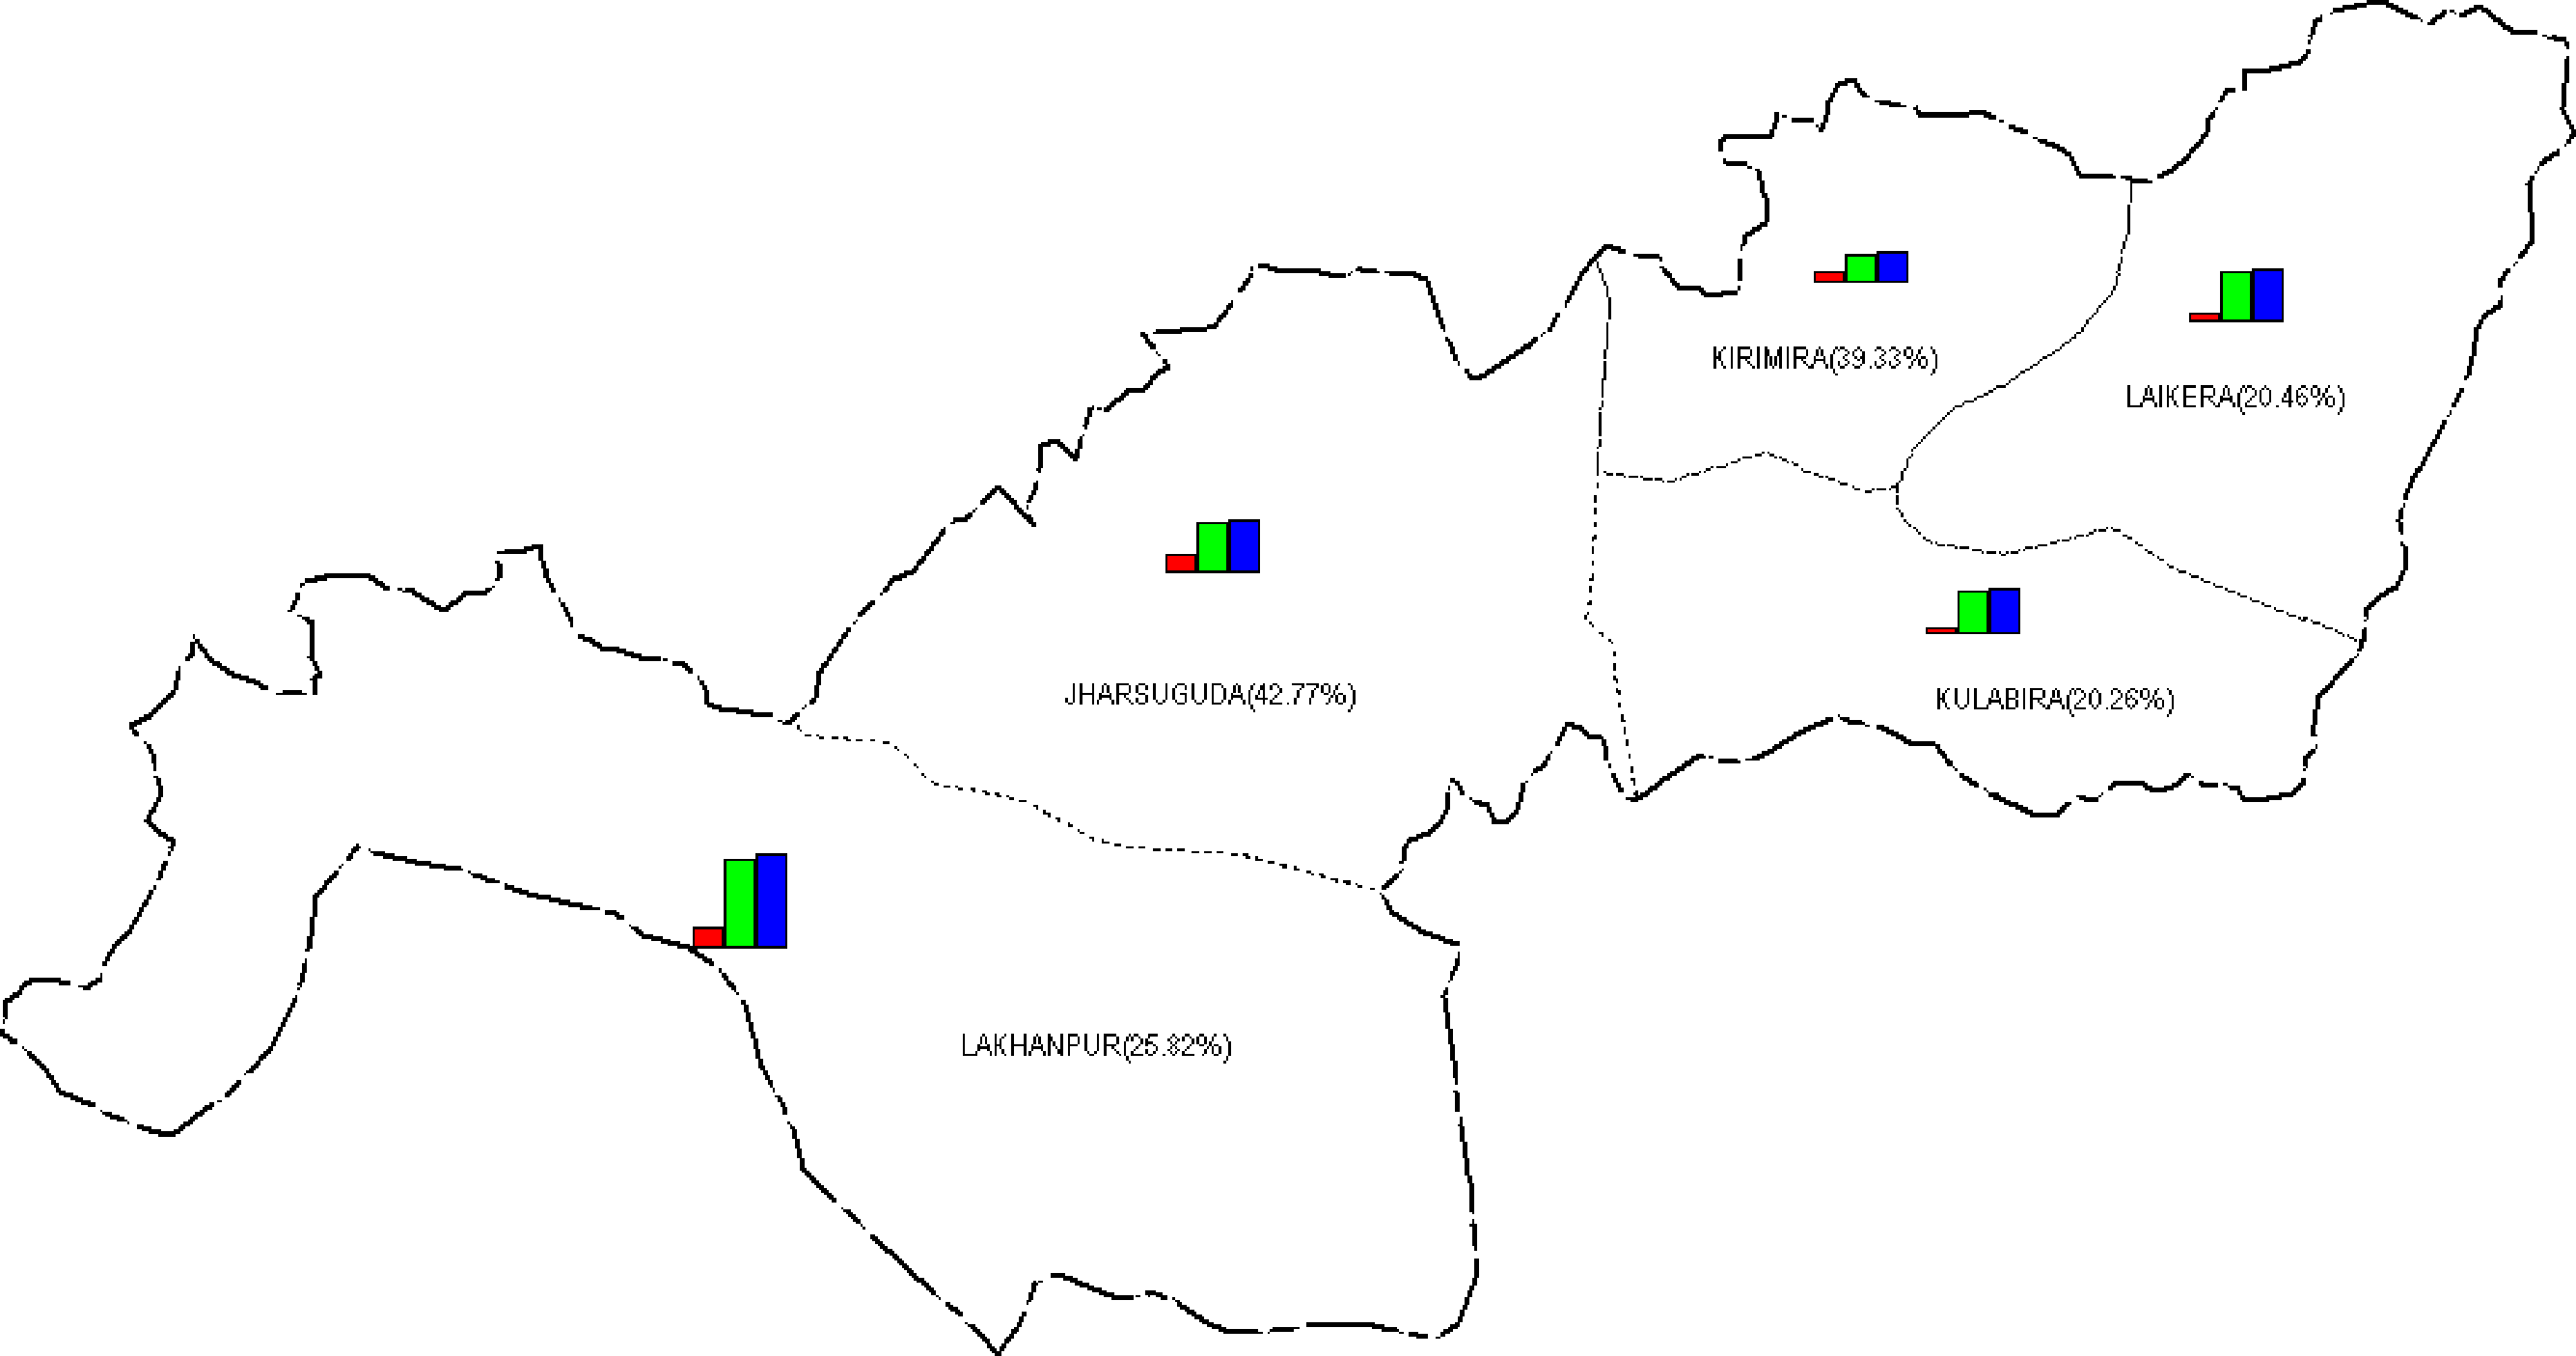 KIRIMIRA(39.33%)
LAIKERA(20.46%)
JHARSUGUDA(42.77%)
KULABIRA(20.26%)
LAKHANPUR(25.82%)